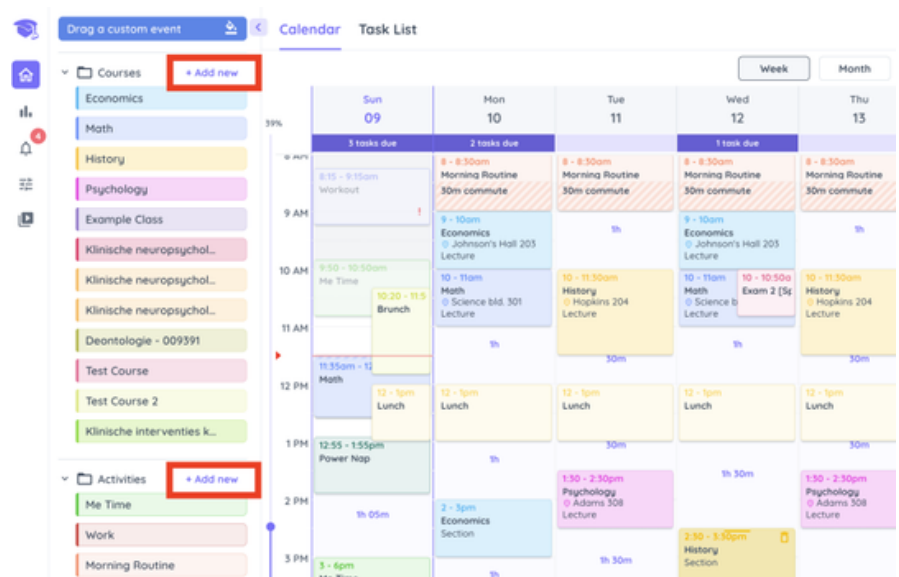 Drag a custom event
Calendar
Task List
4
Courses
+ Add new
Economics
Math
History
Psychology
Example Class
Klinische neuropsychol...
Klinische neuropsychol...
Klinische neuropsychol...
Deontologie - 009391
Test Course
Test Course 2
Klinische interventies k...
Activities
+ Add new
Me Time
Work
Morning Routine
Week
Month
39%
Sun
09
3 tasks due
Mon
10
2 tasks due
Tue
11
Wed
12
1 task due
Thu
13
8 AM
9 AM
10 AM
11 AM
12 PM
1 PM
2 PM
3 PM
8:15 - 9:15am
Workout
!
9:50 - 10:50am
Me Time
10:20 - 11:5
Brunch
11:35am - 12
Math
12 - 1pm
Lunch
12:55 - 1:55pm
Power Nap
1h 05m
3 - 6pm
8 - 8:30am
Morning Routine
30m commute
9 - 10am
Economics
Johnson's Hall 203
Lecture
10 - 11am
Math
Science bld. 301
Lecture
1h
12 - 1pm
Lunch
1h
2 - 3pm
Economics
Section
1h
8 - 8:30am
Morning Routine
30m commute
1h
10 - 11:30am
History
Hopkins 204
Lecture
30m
12 - 1pm
Lunch
30m
1:30 - 2:30pm
Psychology
Adams 308
Lecture
1h 30m
8 - 8:30am
Morning Routine
30m commute
9 - 10am
Economics
Johnson's Hall 203
Lecture
10 - 11am
Math
Science b
Lecture
10 - 10:50a
Exam 2 [Sp
1h
12 - 1pm
Lunch
1h 30m
2:30 - 3:30pm
History
Section
8 - 8:30am
Morning Routine
30m commute
1h
10 - 11:30am
History
Hopkins 204
Lecture
30m
12 - 1pm
Lunch
30m
1:30 - 2:30pm
Psychology
Adams 308
Lecture